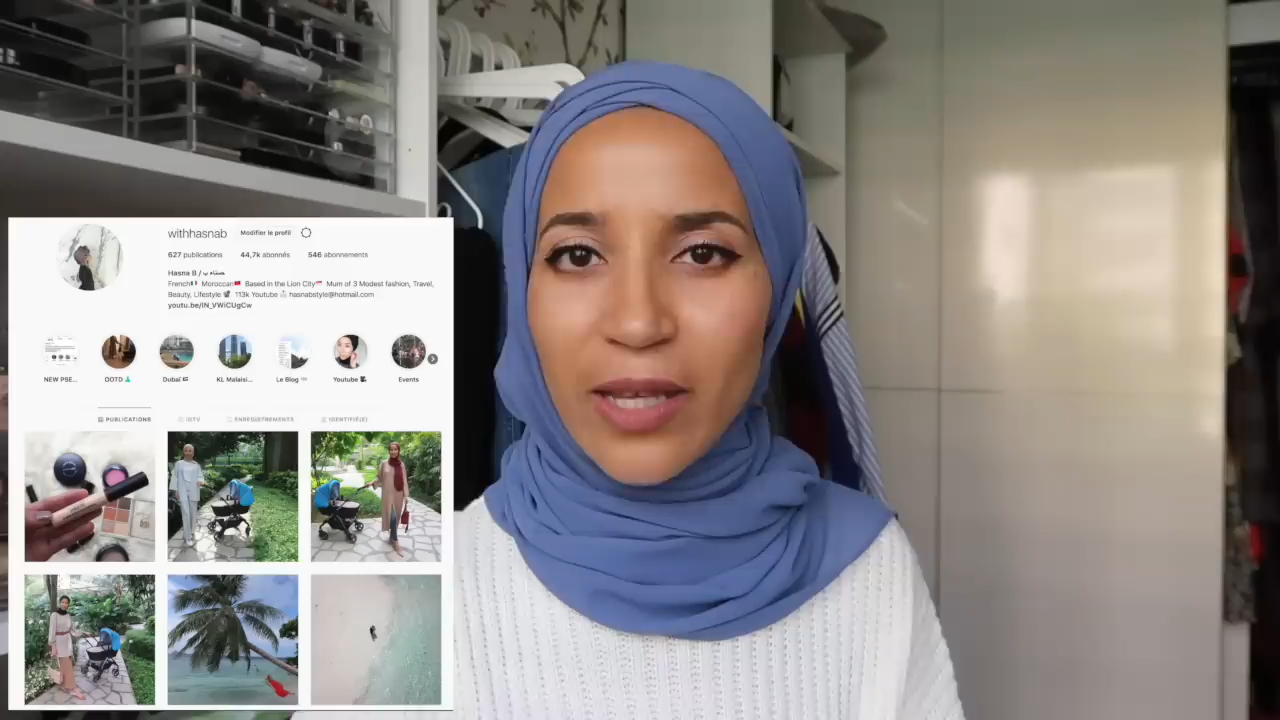 withhasnab Modifier le profil
627 publications 44,7k abonnés 546 abonnements
Hasna B /
French🇫🇷 Moroccan🇲🇦 Based in the Lion City🇸🇬 Mum of 3 Modest fashion, Travel,
Beauty, Lifestyle 113k Youtube hasnabstyle@hotmail.com
youtu.be/IN_VWiCUgCw
NEW PSE... OOTD Dubaï KL Malaisi... Le Blog Youtube Events
PUBLICATIONS IGTV ENREGISTREMENTS IDENTIFIÉ(E)